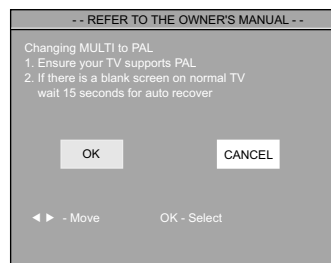 - - REFER TO THE OWNER'S MANUAL - -
Changing MULTI to PAL
1. Ensure your TV supports PAL
2. If there is a blank screen on normal TV
wait 15 seconds for auto recover
OK CANCEL
◄ ► - Move OK - Select